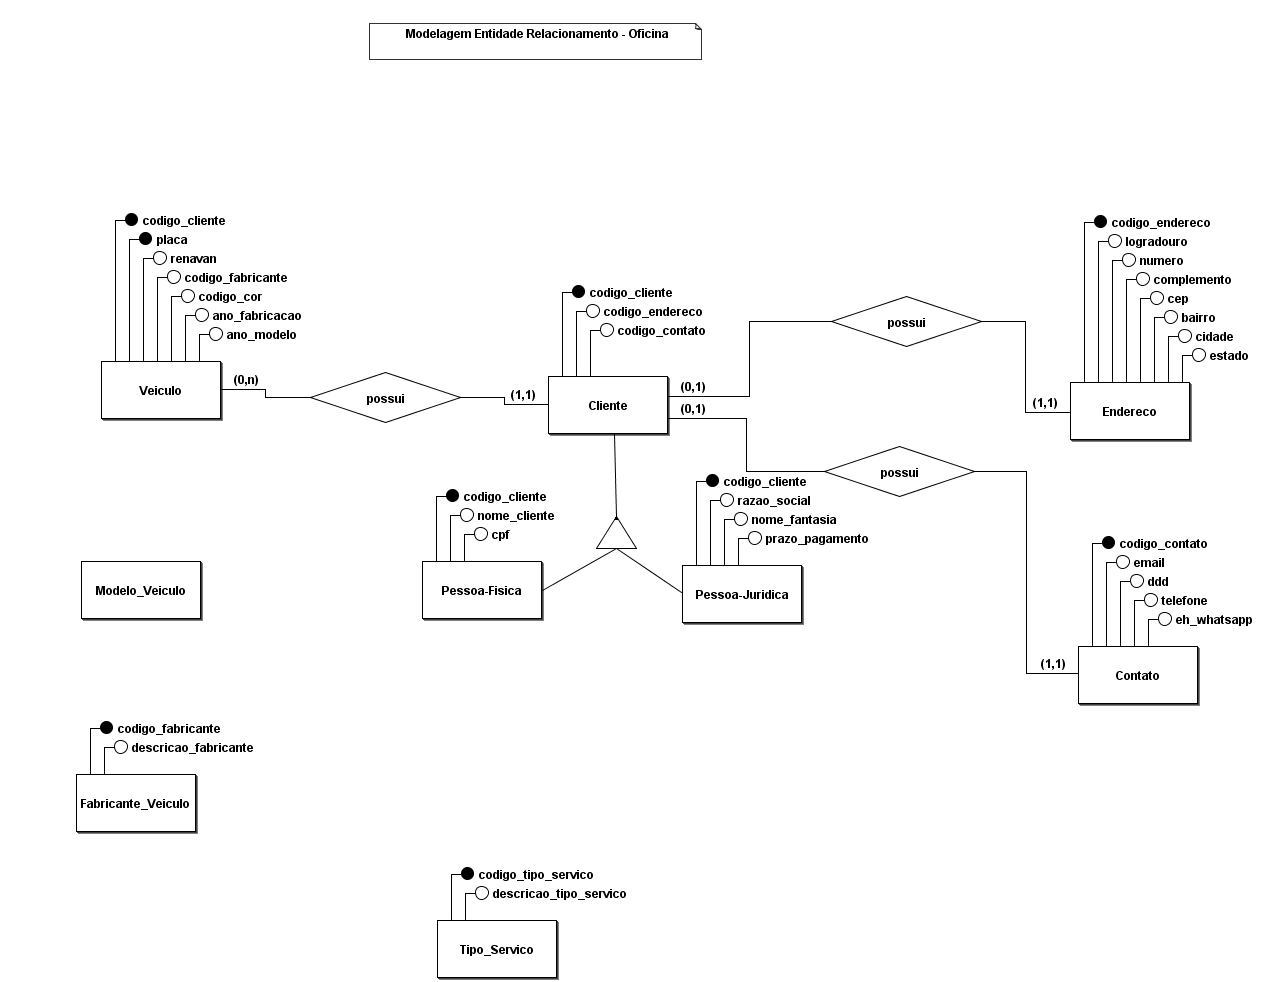 Modelagem Entidade Relacionamento - Oficina
codigo_cliente
placa
renavan
codigo_fabricante
codigo_cor
ano_fabricacao
ano_modelo
Veiculo
(0,n)
possui
(1,1)
codigo_cliente
codigo_endereco
codigo_contato
Cliente
(0,1)
(0,1)
possui
(1,1)
codigo_endereco
logradouro
numero
complemento
cep
bairro
cidade
estado
Endereco
possui
(1,1)
codigo_contato
email
ddd
telefone
eh_whatsapp
Contato
codigo_cliente
nome_cliente
cpf
Pessoa-Fisica
codigo_cliente
razao_social
nome_fantasia
prazo_pagamento
Pessoa-Juridica
Modelo_Veiculo
codigo_fabricante
descricao_fabricante
Fabricante_Veiculo
codigo_tipo_servico
descricao_tipo_servico
Tipo_Servico